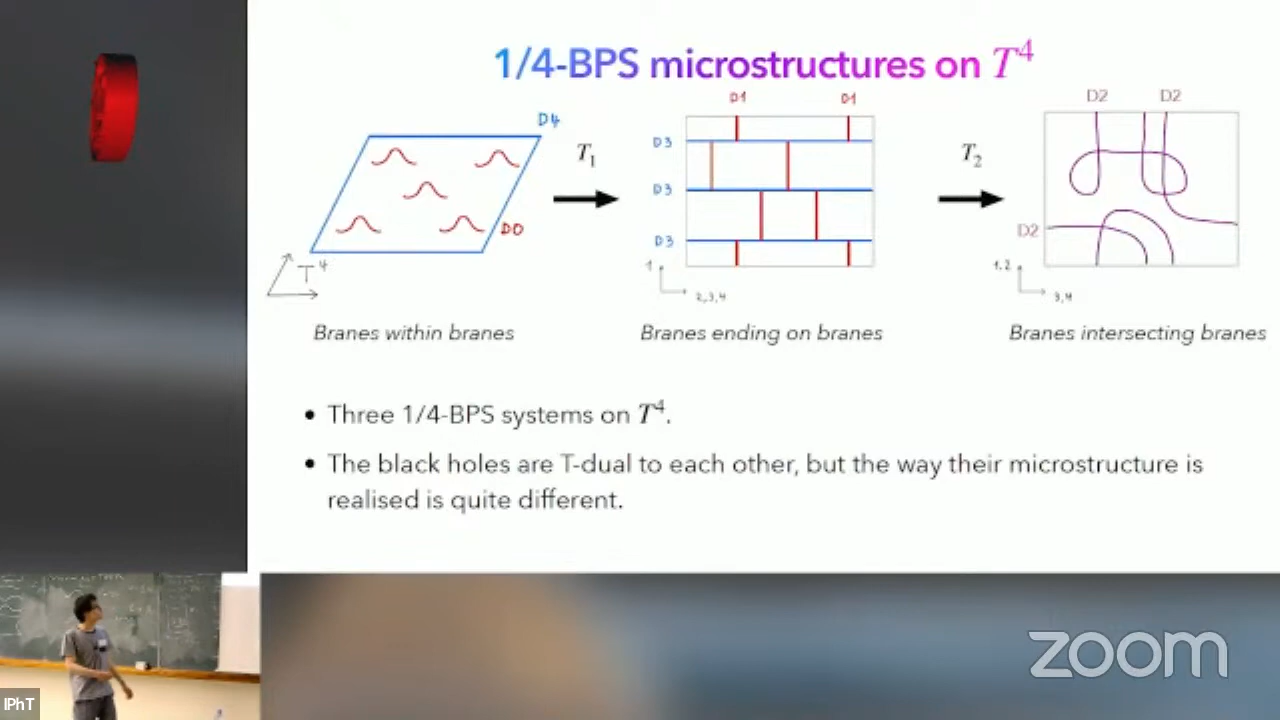 1/4-BPS microstructures on T⁴
D4
D0
T⁴
T₁
D1 D1
D3
D3
D3
1
2,3,4
T₂
D2 D2
D2
1,2
3,4
Branes within branes
Branes ending on branes
Branes intersecting branes
• Three 1/4-BPS systems on T⁴.
• The black holes are T-dual to each other, but the way their microstructure is
realised is quite different.
zoom
IPhT